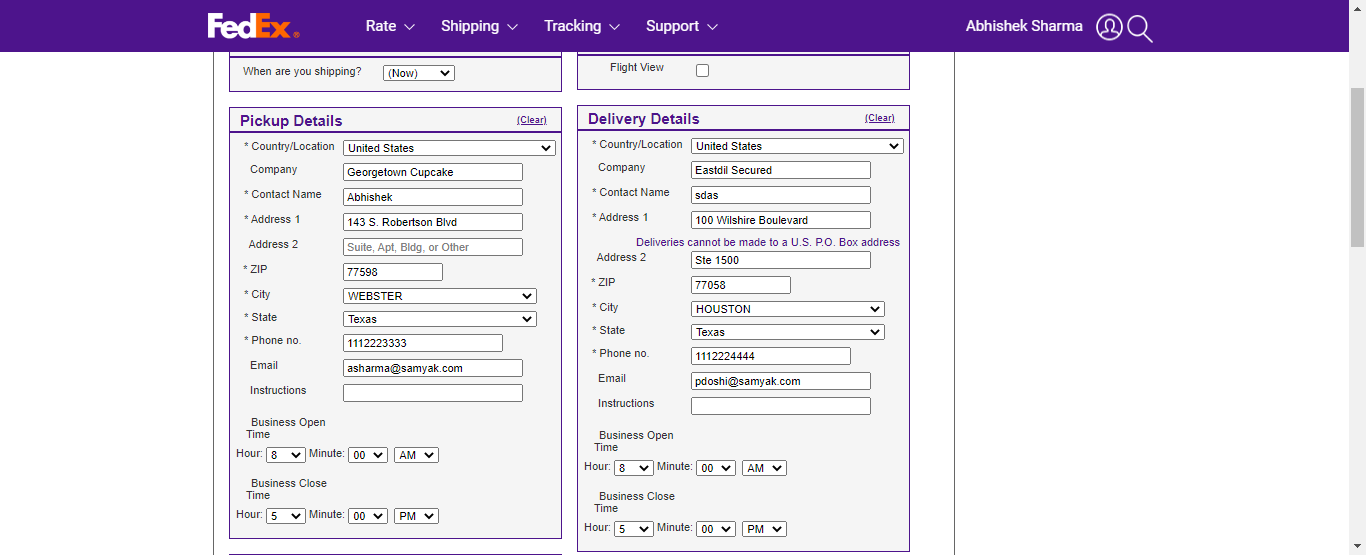 FedEx®
Rate Shipping Tracking Support Abhishek Sharma
When are you shipping? (Now)
Flight View
Pickup Details (Clear)
* Country/Location United States
Company Georgetown Cupcake
* Contact Name Abhishek
* Address 1 143 S. Robertson Blvd
Address 2 Suite, Apt, Bldg, or Other
* ZIP 77598
* City WEBSTER
* State Texas
* Phone no. 1112223333
Email asharma@samyak.com
Instructions
Business Open
Time
Hour: 8 Minute: 00 AM
Business Close
Time
Hour: 5 Minute: 00 PM
Delivery Details (Clear)
* Country/Location United States
Company Eastdil Secured
* Contact Name sdas
* Address 1 100 Wilshire Boulevard
Deliveries cannot be made to a U.S. P.O. Box address
Address 2 Ste 1500
* ZIP 77058
* City HOUSTON
* State Texas
* Phone no. 1112224444
Email pdoshi@samyak.com
Instructions
Business Open
Time
Hour: 8 Minute: 00 AM
Business Close
Time
Hour: 5 Minute: 00 PM